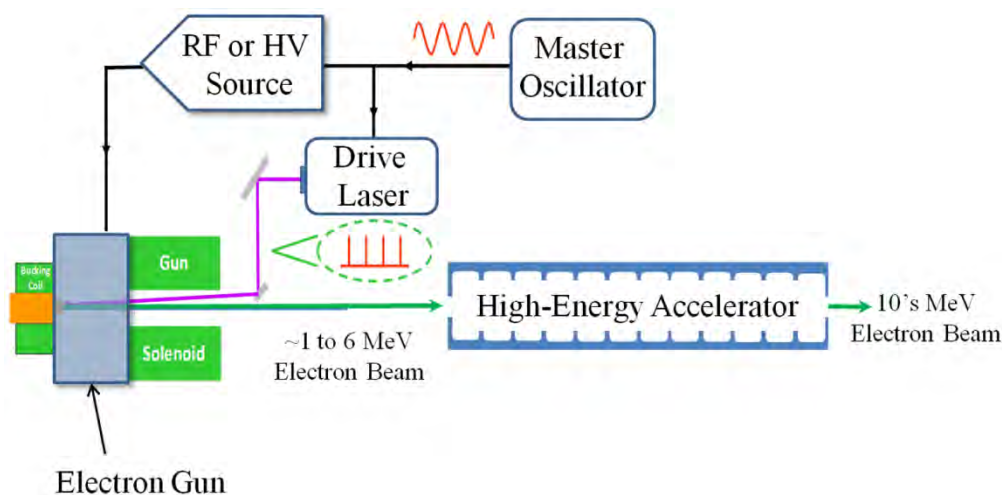 RF or HV
Source
Master
Oscillator
Drive
Laser
Bucking
Coil
Gun
Solenoid
High-Energy Accelerator
~1 to 6 MeV
Electron Beam
10's MeV
Electron Beam
Electron Gun